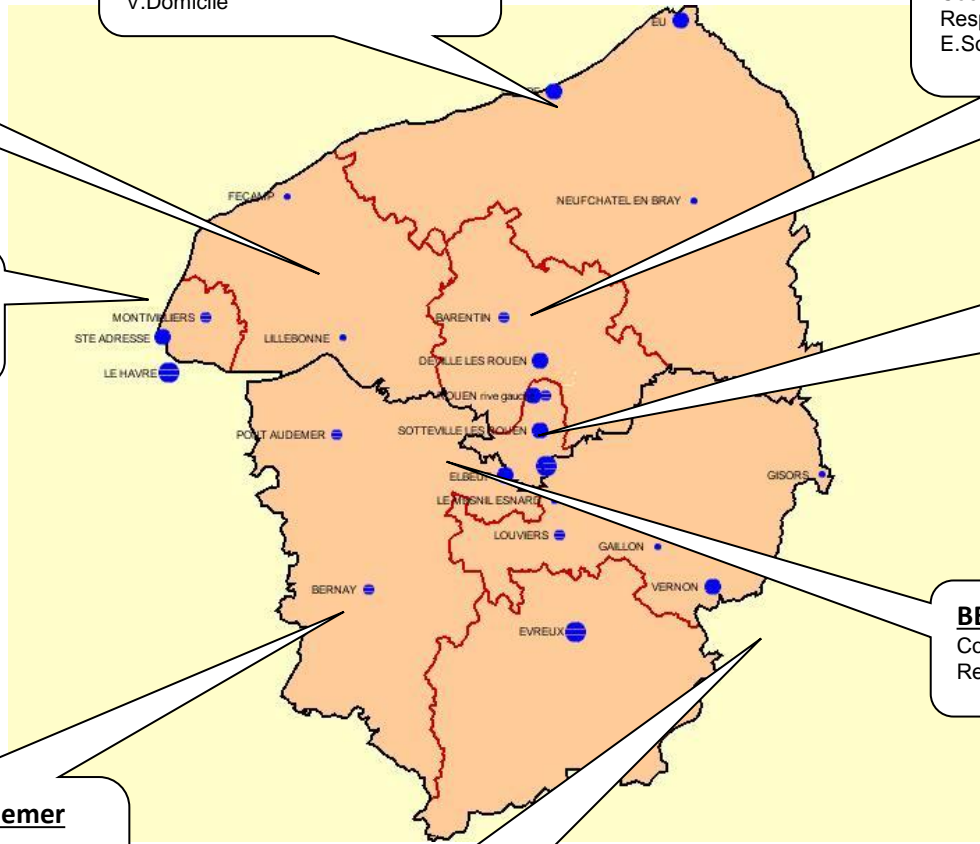 V.Domicile
Resp
E.So
EU
FECAMP
NEUFCHATEL EN BRAY
MONTIVILLIERS
BARENTIN
STE ADRESSE
LILLEBONNE
DEVILLE LES ROUEN
LE HAVRE
ROUEN rive gauc
PONT AUDEMER
SOTTEVILLE LES ROUEN
ELBEUF
GISORS
LE MESNIL ESNARD
LOUVIERS
GAILLON
BERNAY
VERNON
EVREUX
BE
Co
Re
emer